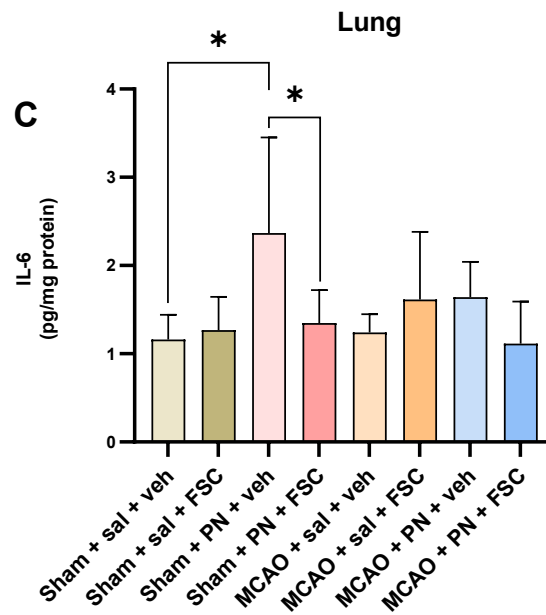 Lung
C
IL-6
(pg/mg protein)
4
3
2
1
0
*
*
Sham + sal + veh
Sham + sal + FSC
Sham + PN + veh
Sham + PN + FSC
MCAO + sal + veh
MCAO + sal + FSC
MCAO + PN + veh
MCAO + PN + FSC